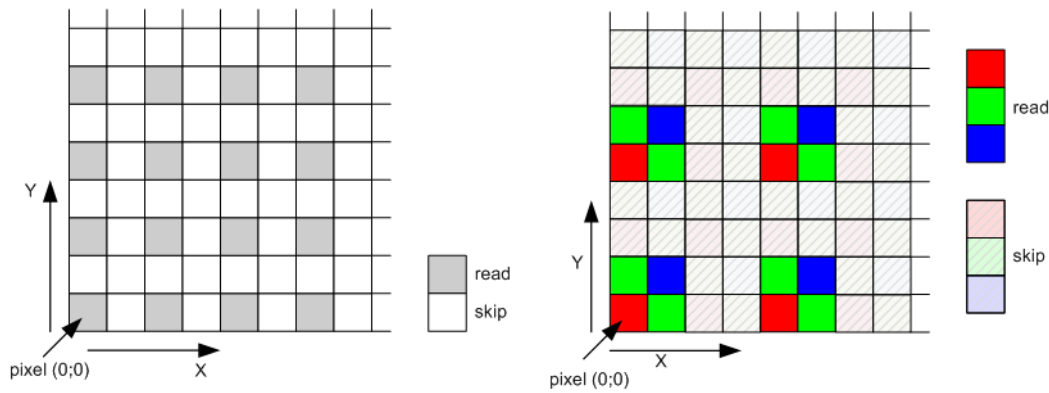 Y
read
skip
pixel (0;0)
X
read
skip
Y
X
pixel (0;0)